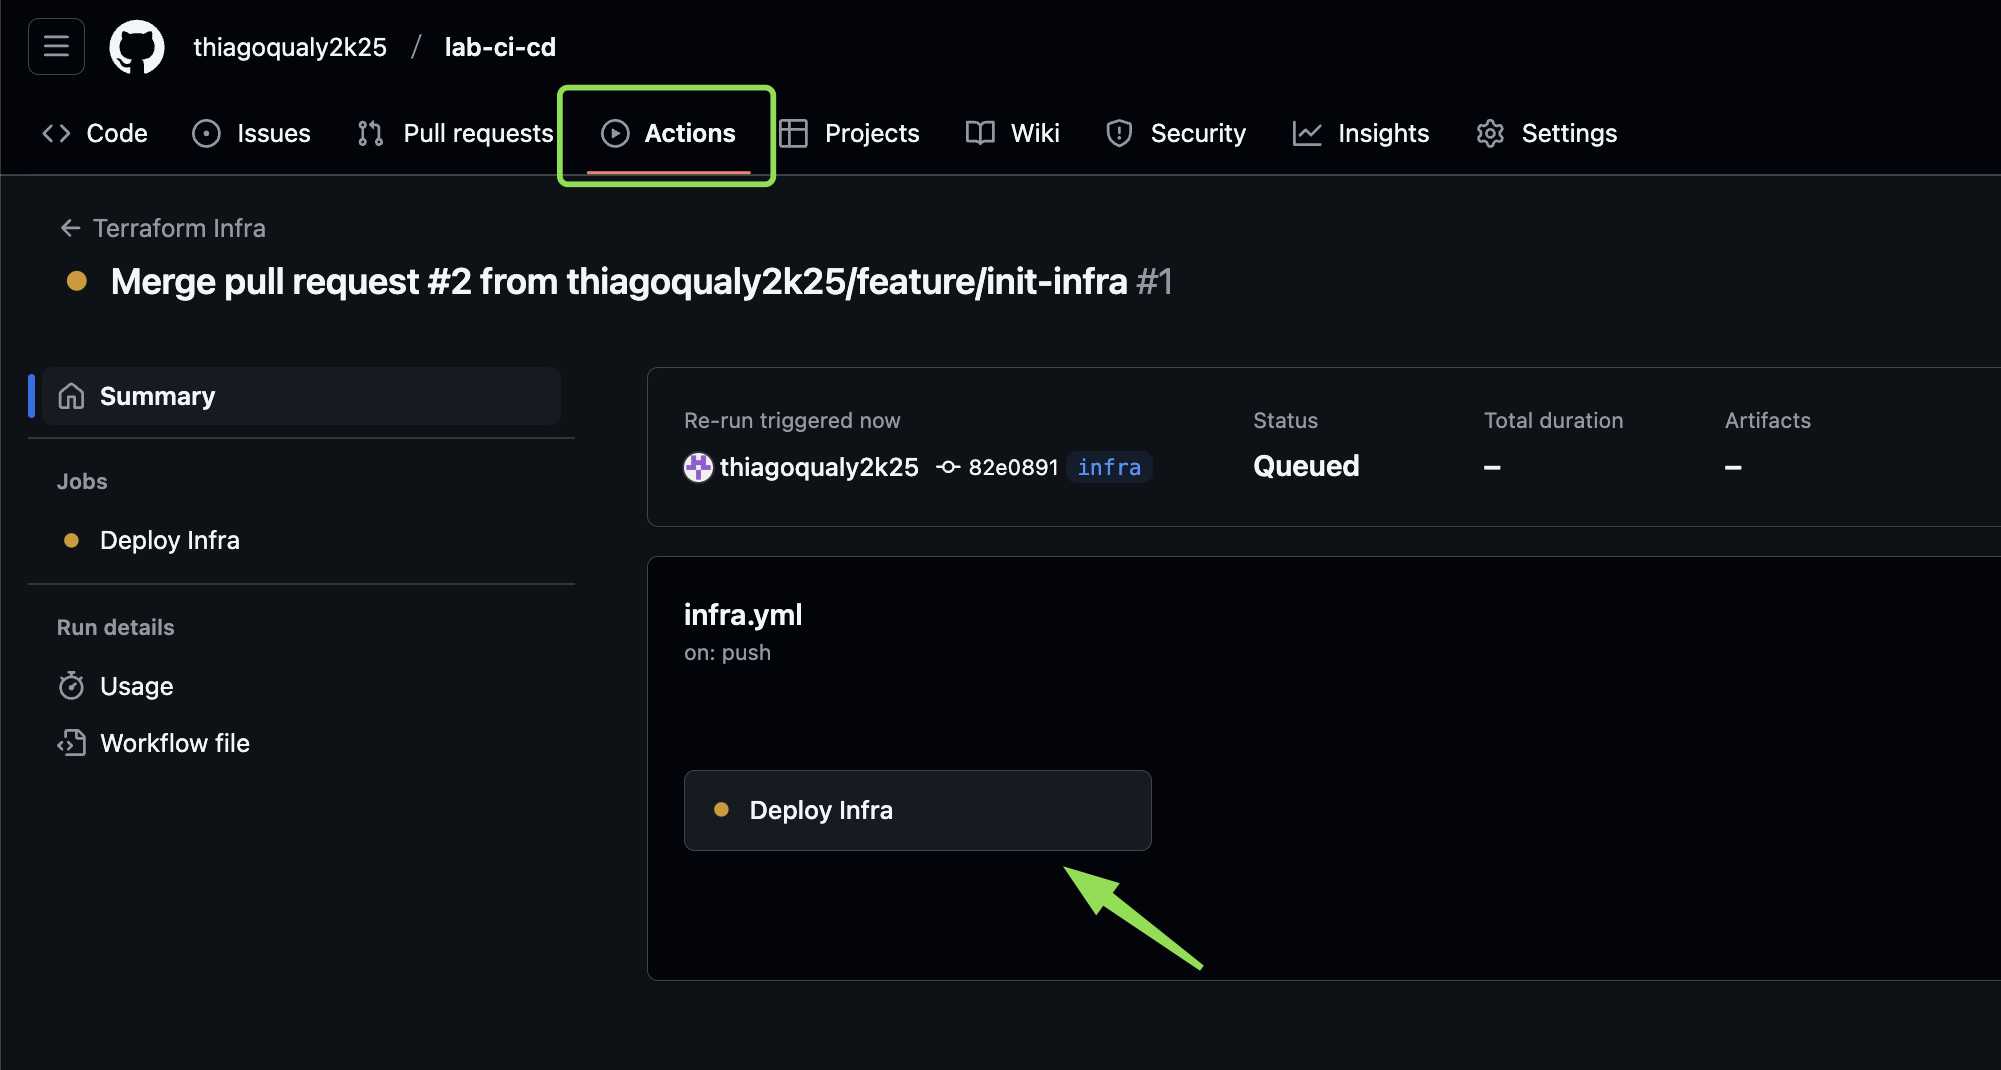 thiagoqualy2k25 / lab-ci-cd
Code Issues Pull requests Actions Projects Wiki Security Insights Settings
← Terraform Infra
Merge pull request #2 from thiagoqualy2k25/feature/init-infra #1
Summary
Jobs
Deploy Infra
Run details
Usage
Workflow file
Re-run triggered now
thiagoqualy2k25 82e0891 infra
Status
Queued
Total duration
–
Artifacts
–
infra.yml
on: push
Deploy Infra